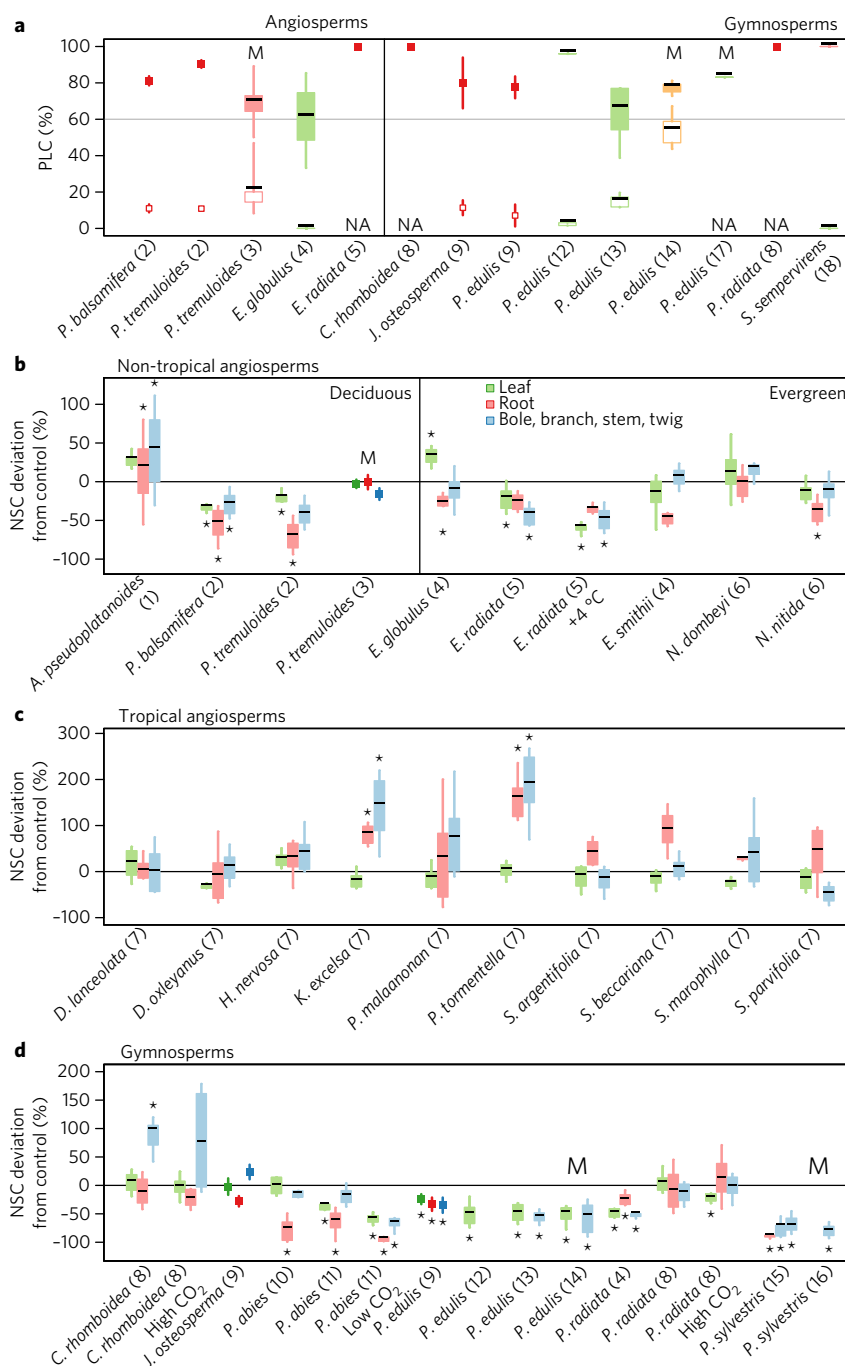 a
Angiosperms
Gymnosperms
PLC (%)
100
80
60
40
20
0
M
M
M
NA
NA
NA
NA
P. balsamifera (2)
P. tremuloides (2)
P. tremuloides (3)
E. globulus (4)
E. radiata (5)
C. rhomboidea (8)
J. osteosperma (9)
P. edulis (9)
P. edulis (12)
P. edulis (13)
P. edulis (14)
P. edulis (17)
P. radiata (8)
S. sempervirens
(18)
b
Non-tropical angiosperms
Deciduous
Evergreen
Leaf
Root
Bole, branch, stem, twig
NSC deviation
from control (%)
100
50
0
−50
−100
M
A. pseudoplatanoides
(1)
P. balsamifera (2)
P. tremuloides (2)
P. tremuloides (3)
E. globulus (4)
E. radiata (5)
E. radiata (5)
+4 °C
E. smithii (4)
N. dombeyi (6)
N. nitida (6)
c
Tropical angiosperms
NSC deviation
from control (%)
300
200
100
0
−100
D. lanceolata (7)
D. oxleyanus (7)
H. nervosa (7)
K. excelsa (7)
P. malaanonan (7)
P. tormentella (7)
S. argentifolia (7)
S. beccariana (7)
S. marophylla (7)
S. parvifolia (7)
d
Gymnosperms
NSC deviation
from control (%)
200
150
100
50
0
−50
−100
M
M
C. rhomboidea (8)
C. rhomboidea (8)
High CO₂
J. osteosperma (9)
P. abies (10)
P. abies (11)
P. abies (11)
Low CO₂
P. edulis (9)
P. edulis (12)
P. edulis (13)
P. edulis (14)
P. radiata (4)
P. radiata (8)
P. radiata (8)
High CO₂
P. sylvestris (15)
P. sylvestris (16)